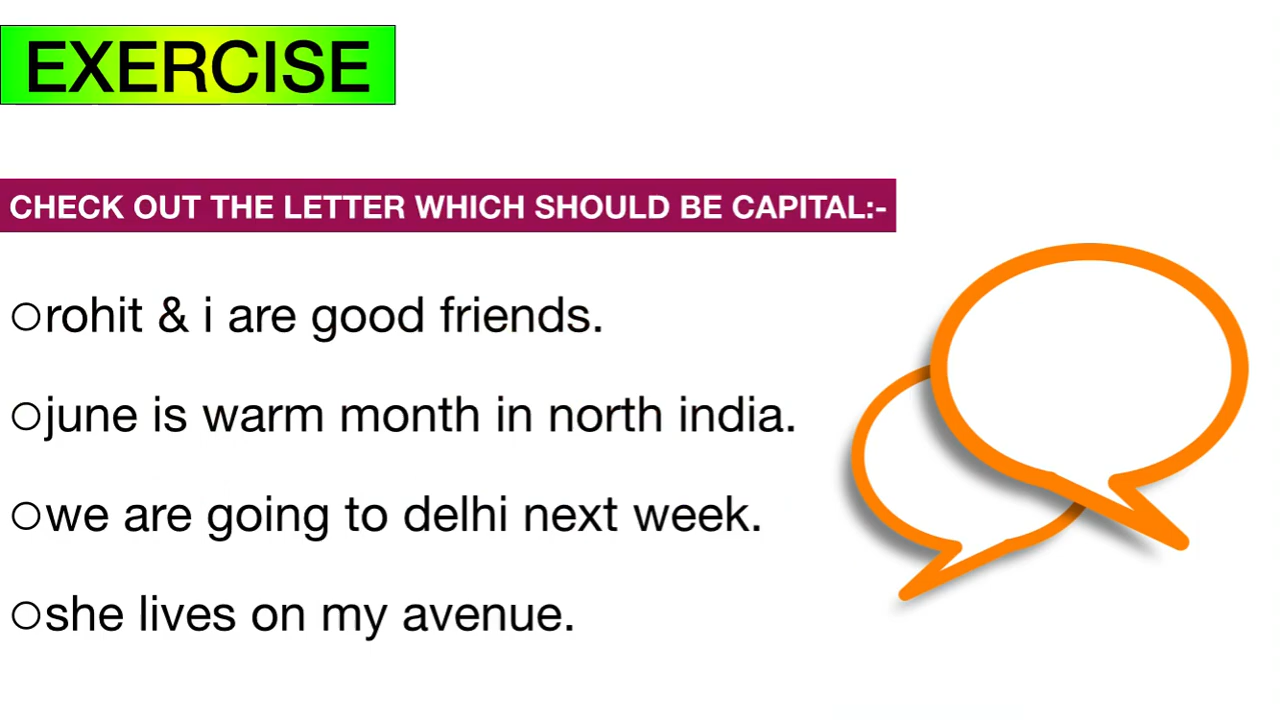 EXERCISE
CHECK OUT THE LETTER WHICH SHOULD BE CAPITAL:-
rohit & i are good friends.
june is warm month in north india.
we are going to delhi next week.
she lives on my avenue.